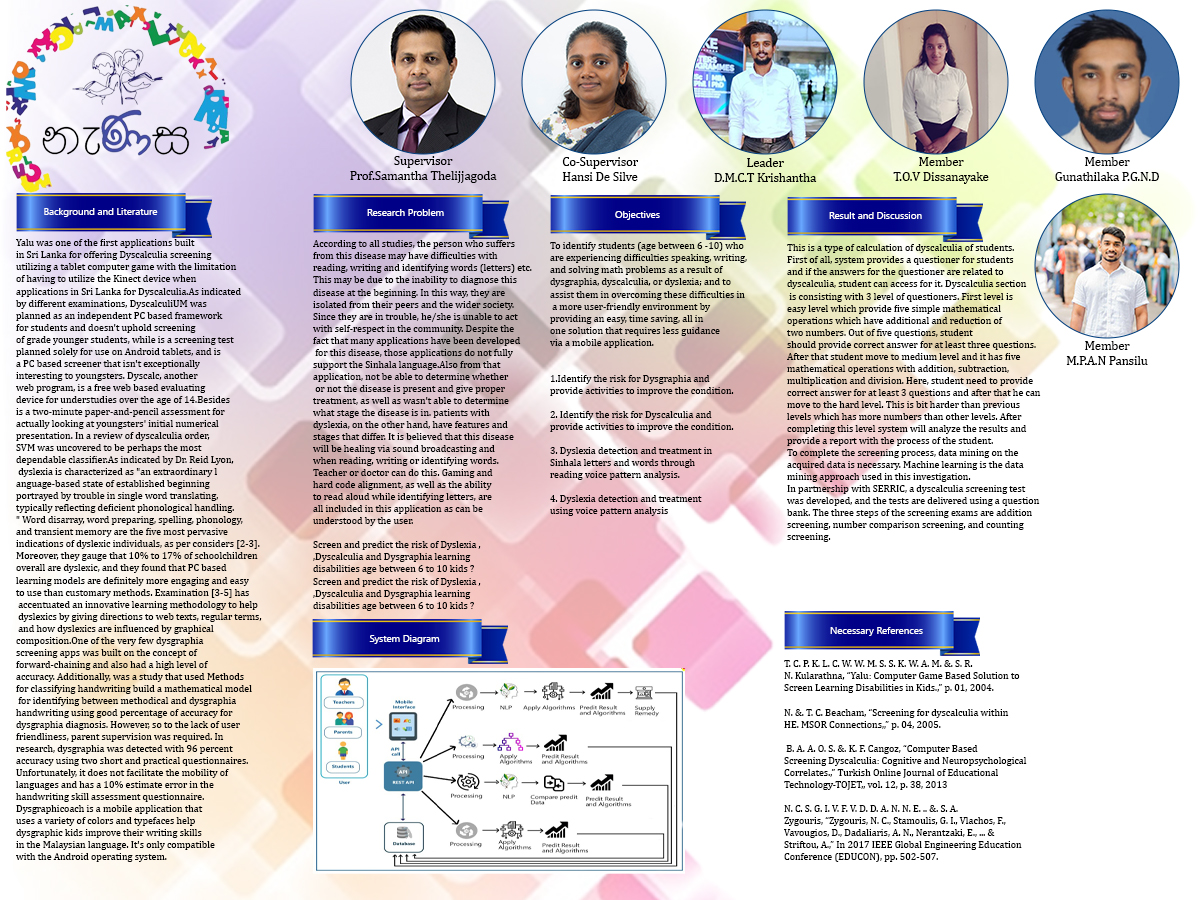 නැණස
Supervisor
Prof.Samantha Thelijjagoda
Co-Supervisor
Hansi De Silve
Leader
D.M.C.T Krishantha
Member
T.O.V Dissanayake
Member
Gunathilaka P.G.N.D
Member
M.P.A.N Pansilu
Background and Literature
Yalu was one of the first applications built
in Sri Lanka for offering Dyscalculia screening
utilizing a tablet computer game with the limitation
of having to utilize the Kinect device when
applications in Sri Lanka for Dyscalculia.As indicated
by different examinations, DyscalculiUM was
planned as an independent PC based framework
for students and doesn't uphold screening
of grade younger students, while is a screening test
planned solely for use on Android tablets, and is
a PC based screener that isn't exceptionally
interesting to youngsters. Dyscalc, another
web program, is a free web based evaluating
device for understudies over the age of 14.Besides
is a two-minute paper-and-pencil assessment for
actually looking at youngsters' initial numerical
presentation. In a review of dyscalculia order,
SVM was uncovered to be perhaps the most
dependable classifier.As indicated by Dr. Reid Lyon,
dyslexia is characterized as "an extraordinary l
anguage-based state of established beginning
portrayed by trouble in single word translating,
typically reflecting deficient phonological handling.
" Word disarray, word preparing, spelling, phonology,
and transient memory are the five most pervasive
indications of dyslexic individuals, as per considers [2-3].
Moreover, they gauge that 10% to 17% of schoolchildren
overall are dyslexic, and they found that PC based
learning models are definitely more engaging and easy
to use than customary methods. Examination [3-5] has
accentuated an innovative learning methodology to help
dyslexics by giving directions to web texts, regular terms,
and how dyslexics are influenced by graphical
composition.One of the very few dysgraphia
screening apps was built on the concept of
forward-chaining and also had a high level of
accuracy. Additionally, was a study that used Methods
for classifying handwriting build a mathematical model
for identifying between methodical and dysgraphia
handwriting using good percentage of accuracy for
dysgraphia diagnosis. However, so to the lack of user
friendliness, parent supervision was required. In
research, dysgraphia was detected with 96 percent
accuracy using two short and practical questionnaires.
Unfortunately, it does not facilitate the mobility of
languages and has a 10% estimate error in the
handwriting skill assessment questionnaire.
Dysgraphicoach is a mobile application that
uses a variety of colors and typefaces help
dysgraphic kids improve their writing skills
in the Malaysian language. It's only compatible
with the Android operating system.
Research Problem
According to all studies, the person who suffers
from this disease may have difficulties with
reading, writing and identifying words (letters) etc.
This may be due to the inability to diagnose this
disease at the beginning. In this way, they are
isolated from their peers and the wider society.
Since they are in trouble, he/she is unable to act
with self-respect in the community. Despite the
fact that many applications have been developed
for this disease, those applications do not fully
support the Sinhala language.Also from that
application, not be able to determine whether
or not the disease is present and give proper
treatment, as well as wasn't able to determine
what stage the disease is in. patients with
dyslexia, on the other hand, have features and
stages that differ. It is believed that this disease
will be healing via sound broadcasting and
when reading, writing or identifying words.
Teacher or doctor can do this. Gaming and
hard code alignment, as well as the ability
to read aloud while identifying letters, are
all included in this application as can be
understood by the user.
Screen and predict the risk of Dyslexia ,
,Dyscalculia and Dysgraphia learning
disabilities age between 6 to 10 kids ?
Screen and predict the risk of Dyslexia ,
,Dyscalculia and Dysgraphia learning
disabilities age between 6 to 10 kids ?
System Diagram
Teachers
Parents
Students
User
Mobile
Interface
API
call
API
REST API
Database
Processing
NLP
Apply Algorithms
Predit Result
and Algorithms
Supply
Remedy
Processing
Apply
Algorithms
Predit Result
and Algorithms
Processing
NLP
Compare predit
Data
Predit Result
and Algorithms
Processing
Apply
Algorithms
Predit Result
and Algorithms
Objectives
To identify students (age between 6 -10) who
are experiencing difficulties speaking, writing,
and solving math problems as a result of
dysgraphia, dyscalculia, or dyslexia; and to
assist them in overcoming these difficulties in
a more user-friendly environment by
providing an easy, time saving, all in
one solution that requires less guidance
via a mobile application.
1.Identify the risk for Dysgraphia and
provide activities to improve the condition.
2. Identify the risk for Dyscalculia and
provide activities to improve the condition.
3. Dyslexia detection and treatment in
Sinhala letters and words through
reading voice pattern analysis.
4. Dyslexia detection and treatment
using voice pattern analysis
Result and Discussion
This is a type of calculation of dyscalculia of students.
First of all, system provides a questioner for students
and if the answers for the questioner are related to
dyscalculia, student can access for it. Dyscalculia section
is consisting with 3 level of questioners. First level is
easy level which provide five simple mathematical
operations which have additional and reduction of
two numbers. Out of five questions, student
should provide correct answer for at least three questions.
After that student move to medium level and it has five
mathematical operations with addition, subtraction,
multiplication and division. Here, student need to provide
correct answer for at least 3 questions and after that he can
move to the hard level. This is bit harder than previous
levels which has more numbers than other levels. After
completing this level system will analyze the results and
provide a report with the process of the student.
To complete the screening process, data mining on the
acquired data is necessary. Machine learning is the data
mining approach used in this investigation.
In partnership with SERRIC, a dyscalculia screening test
was developed, and the tests are delivered using a question
bank. The three steps of the screening exams are addition
screening, number comparison screening, and counting
screening.
Necessary References
T. C. P. K. L. C. W. W. M. S. S. K. W. A. M. &. S. R.
N. Kularathna, "Yalu: Computer Game Based Solution to
Screen Learning Disabilities in Kids.," p. 01, 2004.
N. &. T. C. Beacham, "Screening for dyscalculia within
HE. MSOR Connections.," p. 04, 2005.
B. A. A. O. S. &. K. F. Cangoz, "Computer Based
Screening Dyscalculia: Cognitive and Neuropsychological
Correlates.," Turkish Online Journal of Educational
Technology-TOJET,, vol. 12, p. 38, 2013
N. C. S. G. I. V. F. V. D. D. A. N. N. E. .. &. S. A.
Zygouris, "Zygouris, N. C., Stamoulis, G. I., Vlachos, F.,
Vavougios, D., Dadaliaris, A. N., Nerantzaki, E., ... &
Striftou, A.," In 2017 IEEE Global Engineering Education
Conference (EDUCON), pp. 502-507.